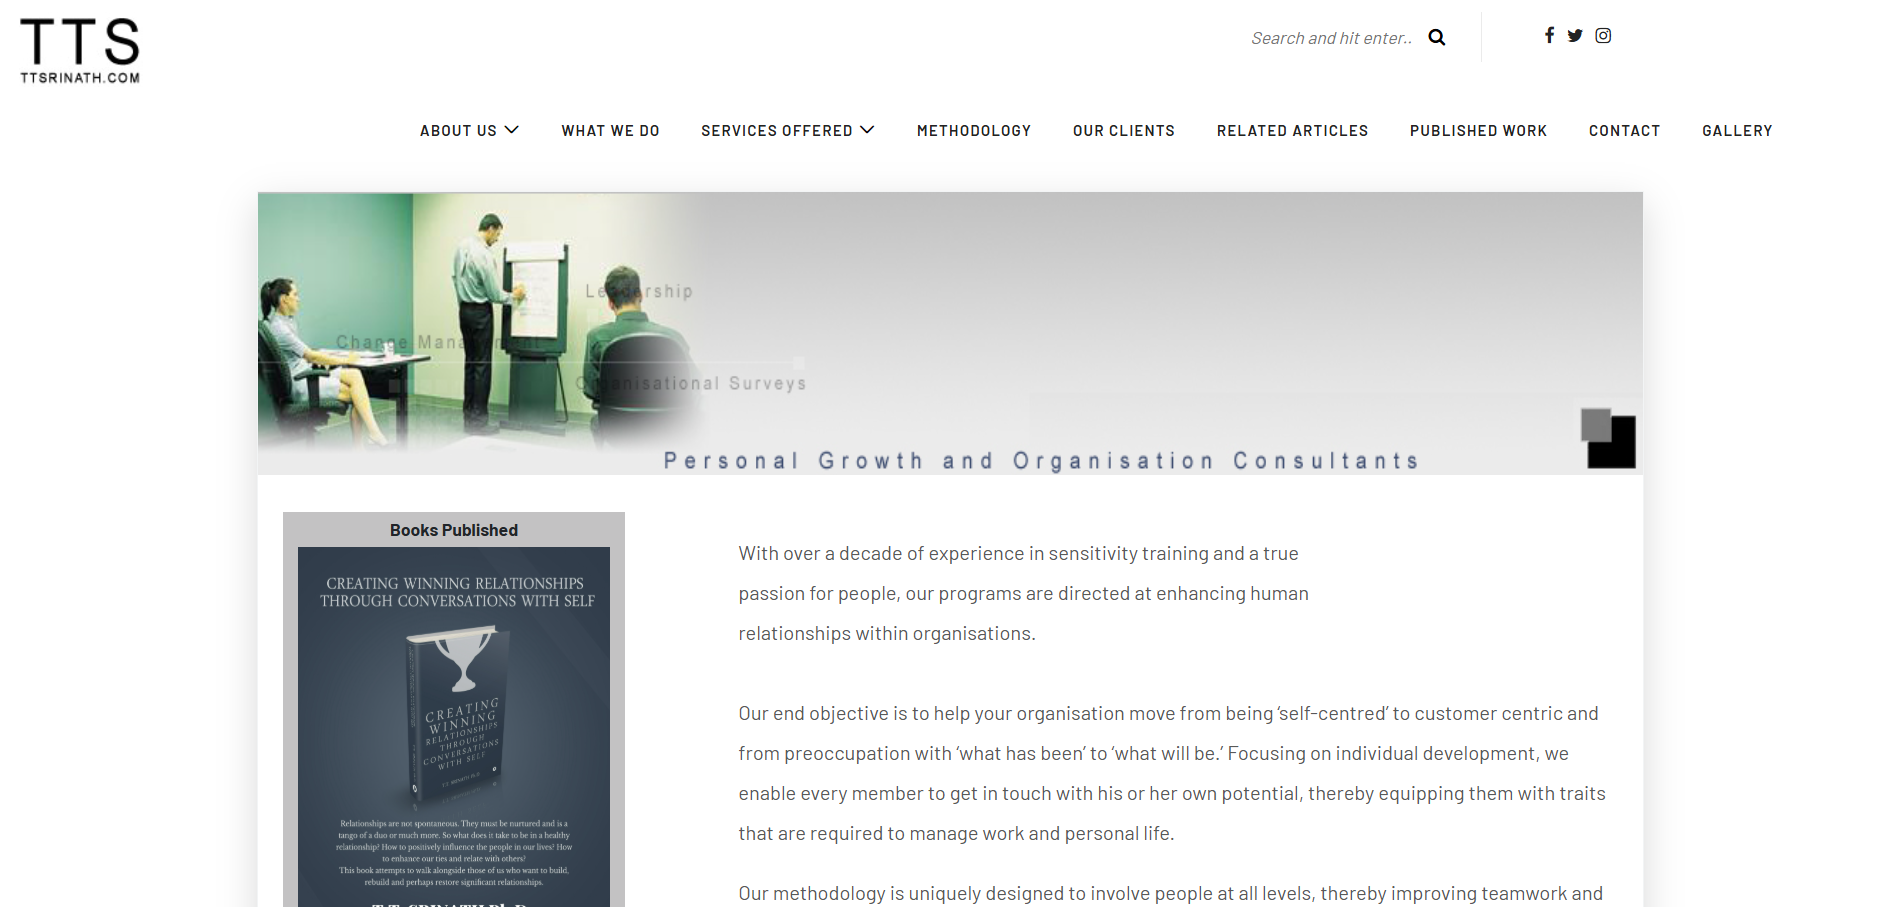 TTS
TTSRINATH.COM
Search and hit enter..
ABOUT US WHAT WE DO SERVICES OFFERED METHODOLOGY OUR CLIENTS RELATED ARTICLES PUBLISHED WORK CONTACT GALLERY
Leadership
Change Management
Organisational Surveys
Personal Growth and Organisation Consultants
Books Published
CREATING WINNING RELATIONSHIPS
THROUGH CONVERSATIONS WITH SELF
CREATING
WINNING
RELATIONSHIPS
THROUGH
CONVERSATIONS
WITH SELF
Relationships are not spontaneous. They must be nurtured and is a
tango of a duo or much more. So what does it take to be in a healthy
relationship? How to positively influence the people in our lives? How
to enhance our ties and relate with others?
This book attempts to walk alongside those of us who want to build,
rebuild and perhaps restore significant relationships.
With over a decade of experience in sensitivity training and a true
passion for people, our programs are directed at enhancing human
relationships within organisations.
Our end objective is to help your organisation move from being ‘self-centred’ to customer centric and
from preoccupation with ‘what has been’ to ‘what will be.’ Focusing on individual development, we
enable every member to get in touch with his or her own potential, thereby equipping them with traits
that are required to manage work and personal life.
Our methodology is uniquely designed to involve people at all levels, thereby improving teamwork and